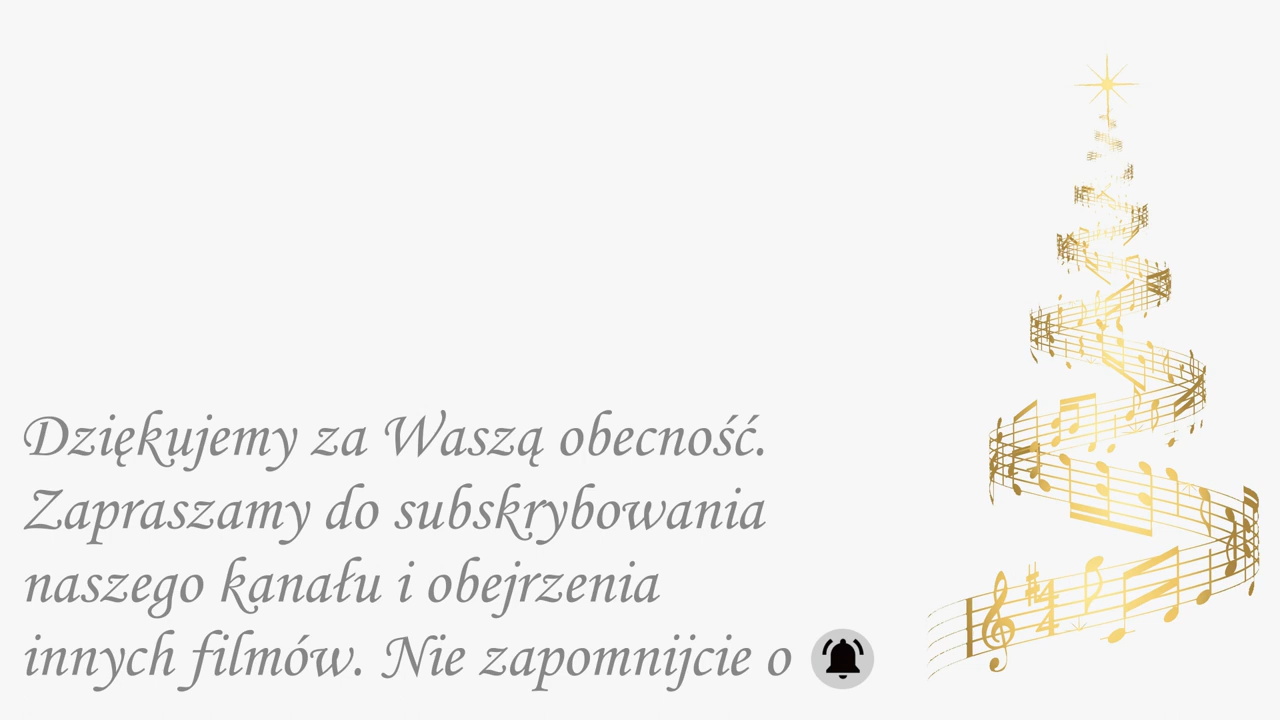 Dziękujemy za Waszą obecność.
Zapraszamy do subskrybowania
naszego kanału i obejrzenia
innych filmów. Nie zapomnijcie o